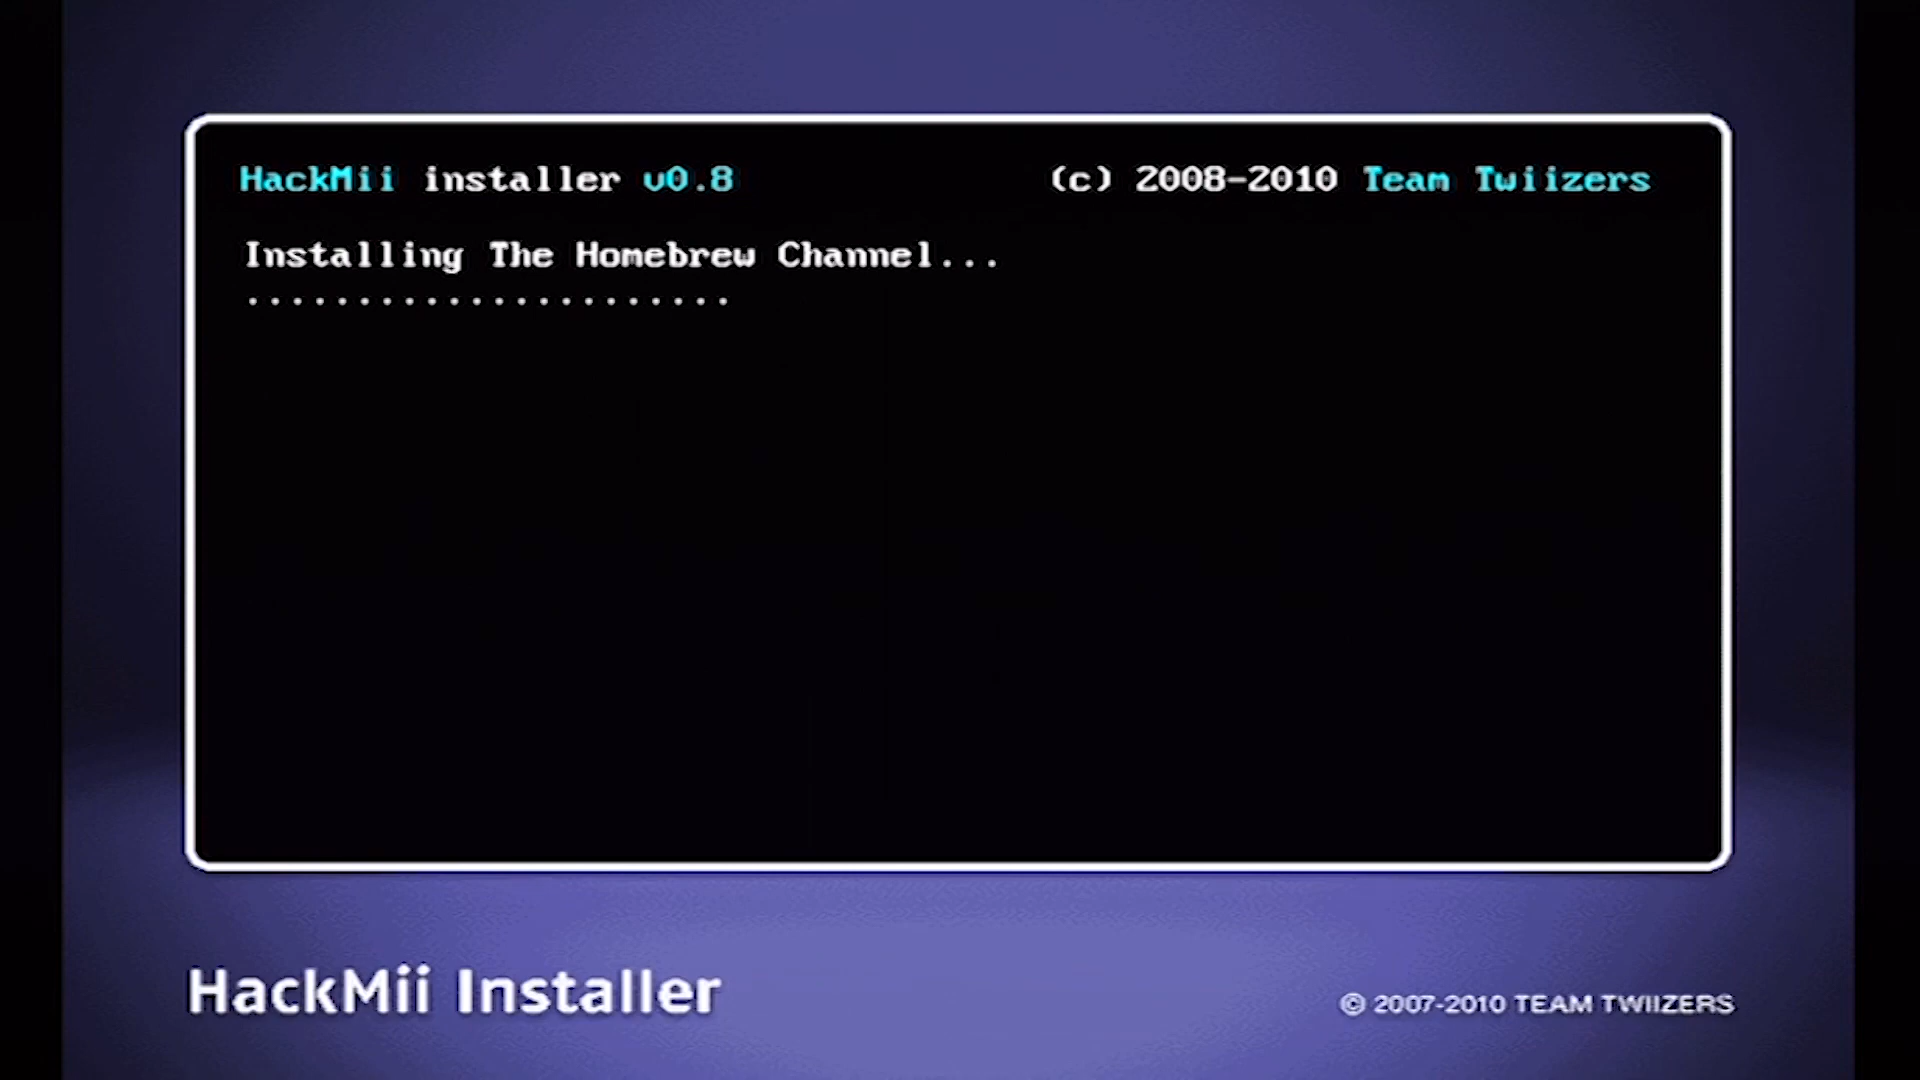 HackMii installer v0.8 (c) 2008-2010 Team Twiizers
Installing The Homebrew Channel...
......................
HackMii Installer
© 2007-2010 TEAM TWIIZERS